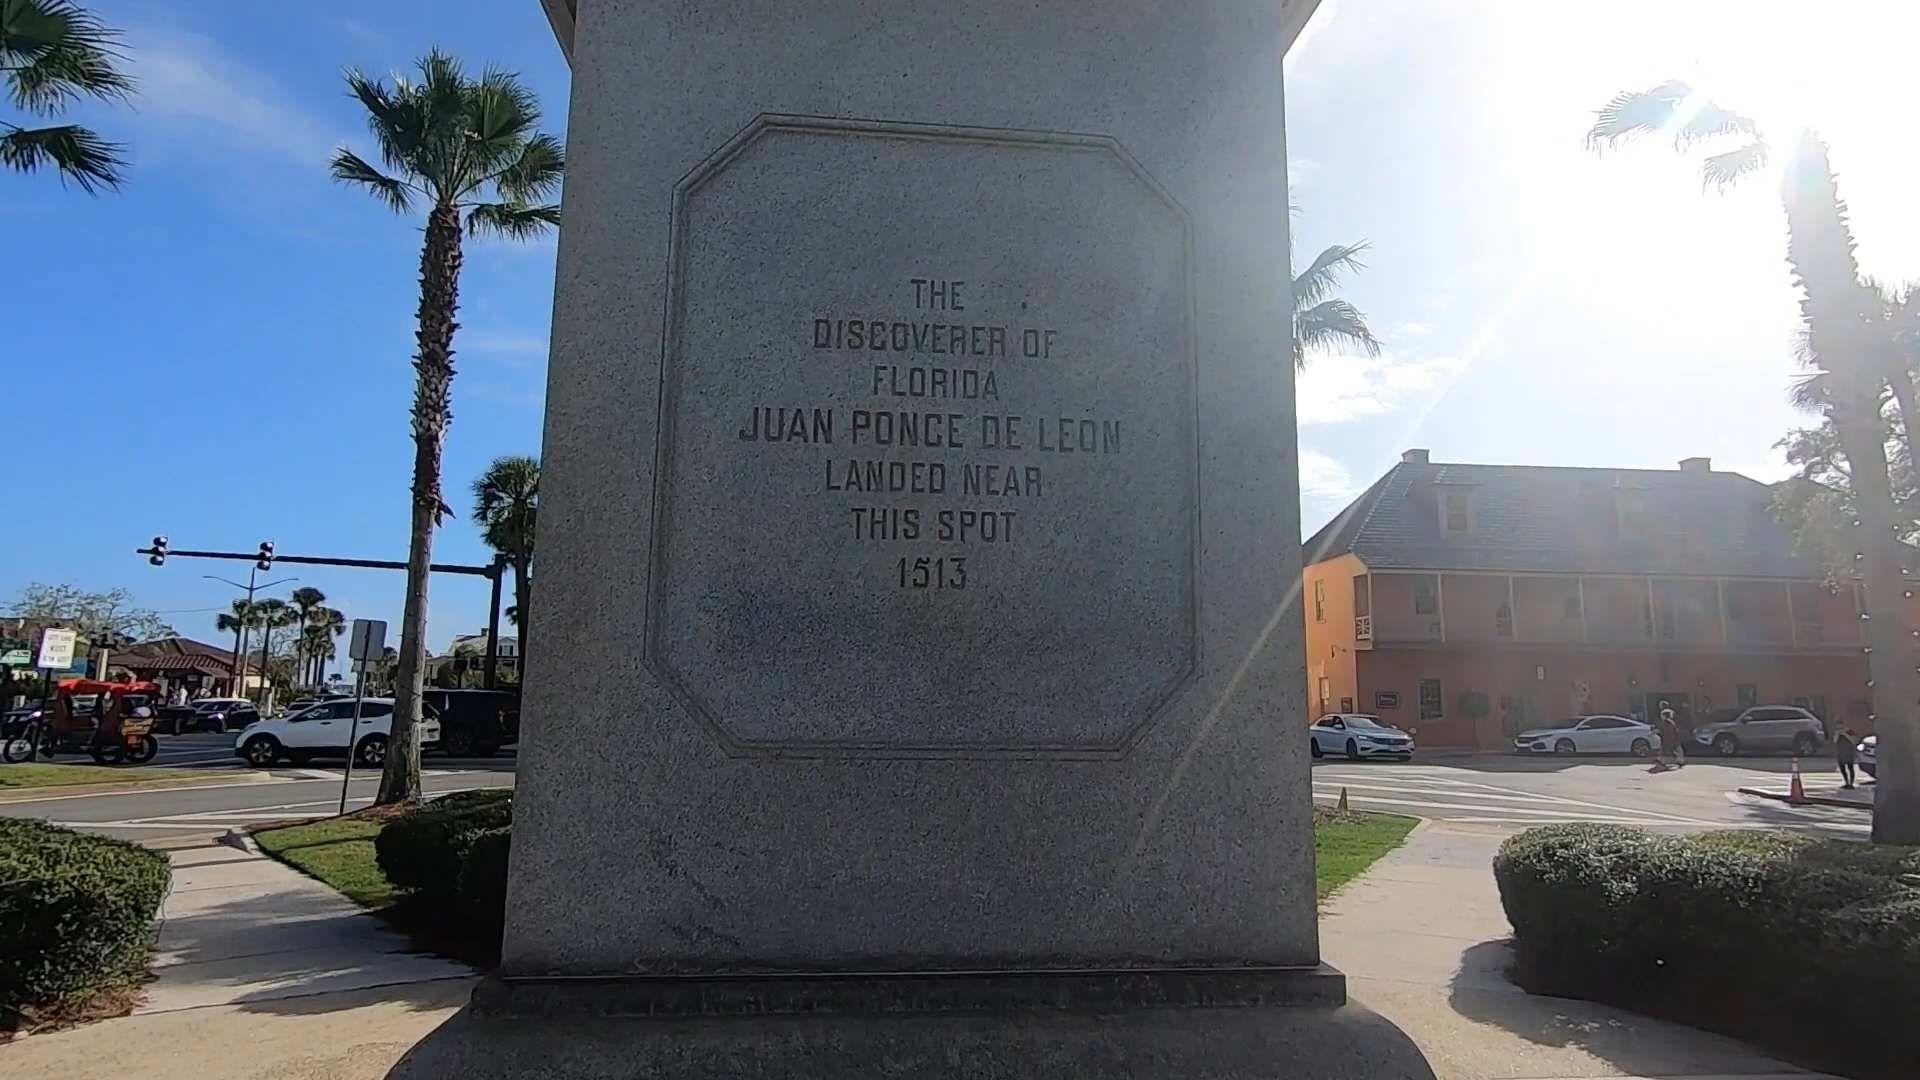 THE
DISCOVERER OF
FLORIDA
JUAN PONCE DE LEON
LANDED NEAR
THIS SPOT
1513